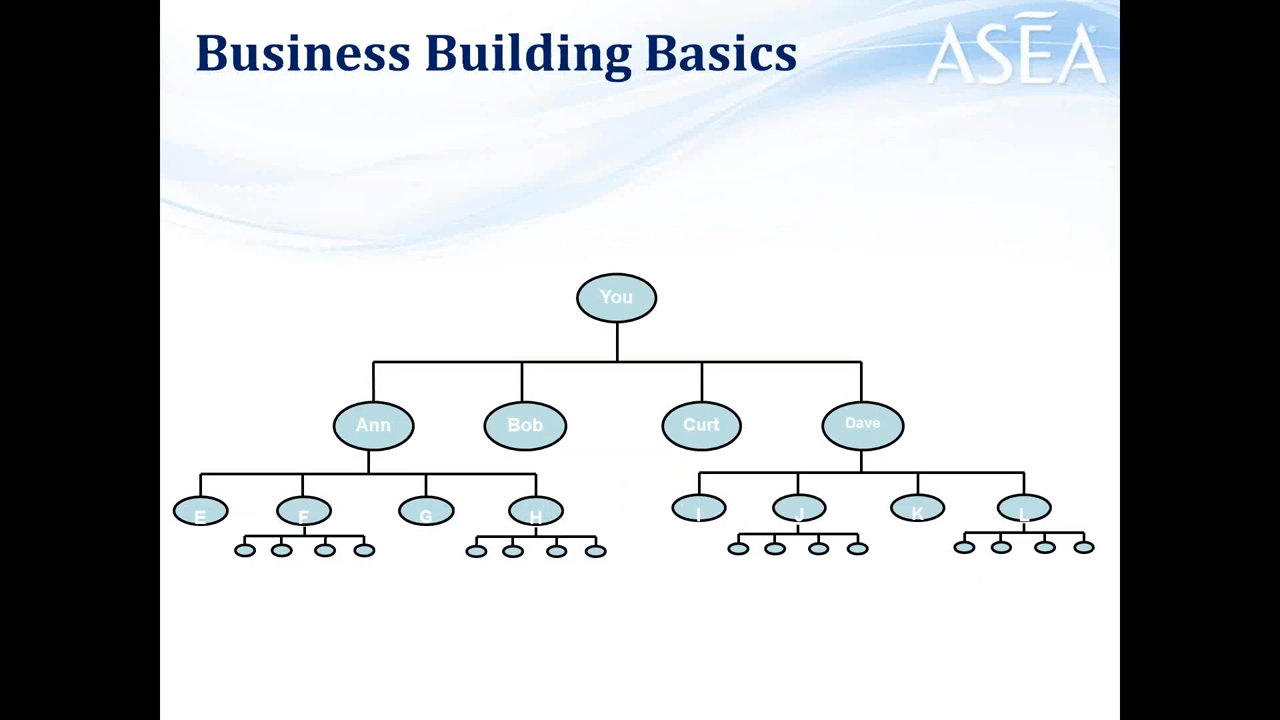 Business Building Basics
ASEA
You
Ann Bob Curt Dave
E F G H I J K L